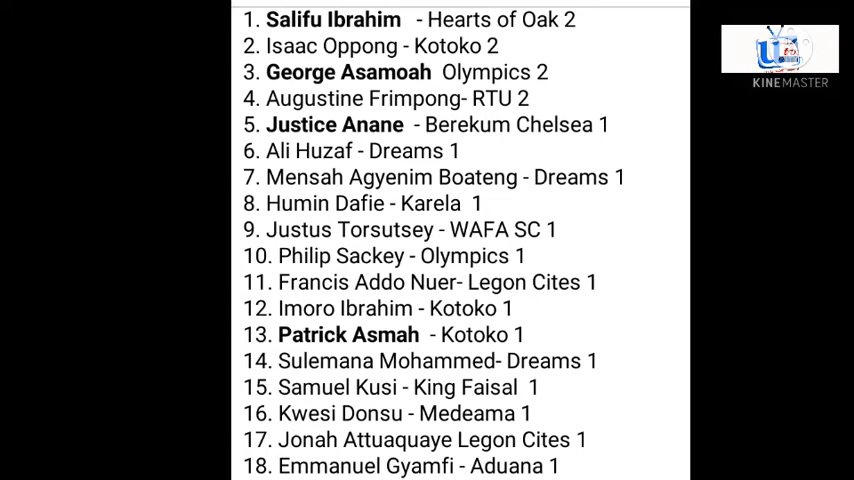 1. Salifu Ibrahim - Hearts of Oak 2
2. Isaac Oppong - Kotoko 2
3. George Asamoah Olympics 2
4. Augustine Frimpong- RTU 2
5. Justice Anane - Berekum Chelsea 1
6. Ali Huzaf - Dreams 1
7. Mensah Agyenim Boateng - Dreams 1
8. Humin Dafie - Karela 1
9. Justus Torsutsey - WAFA SC 1
10. Philip Sackey - Olympics 1
11. Francis Addo Nuer- Legon Cites 1
12. Imoro Ibrahim - Kotoko 1
13. Patrick Asmah - Kotoko 1
14. Sulemana Mohammed- Dreams 1
15. Samuel Kusi - King Faisal 1
16. Kwesi Donsu - Medeama 1
17. Jonah Attuaquaye Legon Cites 1
18. Emmanuel Gyamfi - Aduana 1
KINEMASTER